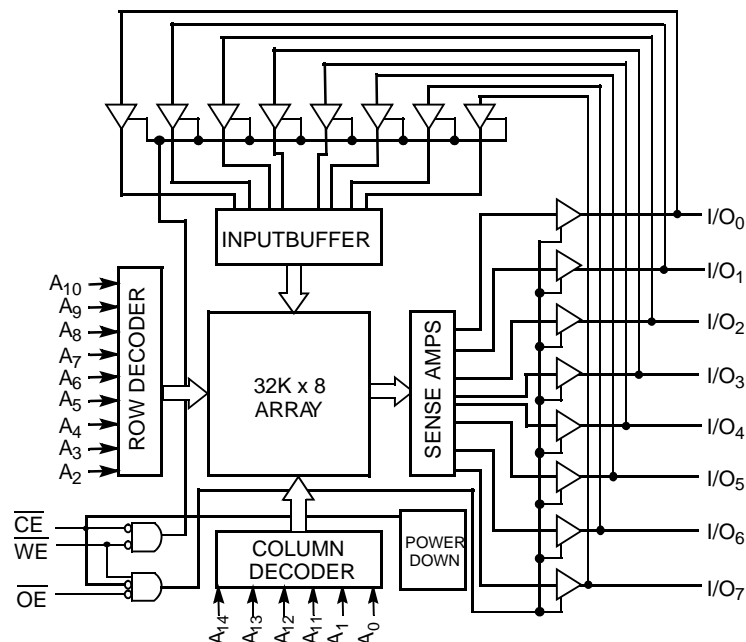 INPUTBUFFER
I/O0
I/O1
I/O2
I/O3
I/O4
I/O5
I/O6
I/O7
A10
A9
A8
A7
A6
A5
A4
A3
A2
ROW DECODER
32K x 8
ARRAY
SENSE AMPS
CE
WE
OE
COLUMN
DECODER
POWER
DOWN
A14
A13
A12
A11
A1
A0